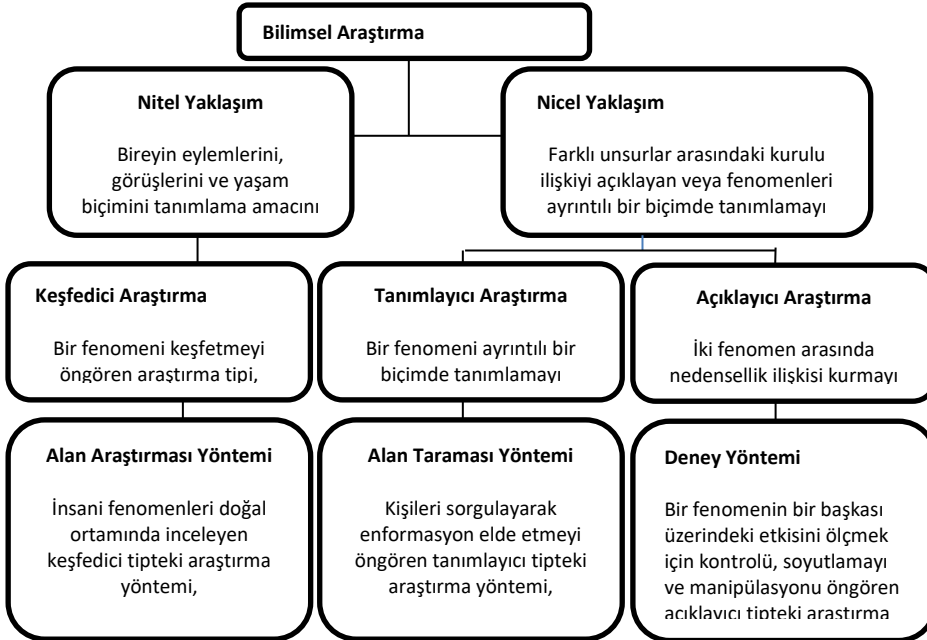 Bilimsel Araştırma
Nitel Yaklaşım
Bireyin eylemlerini,
görüşlerini ve yaşam
biçimini tanımlama amacını
Nicel Yaklaşım
Farklı unsurlar arasındaki kurulu
ilişkiyi açıklayan veya fenomenleri
ayrıntılı bir biçimde tanımlamayı
Keşfedici Araştırma
Bir fenomeni keşfetmeyi
öngören araştırma tipi,
Tanımlayıcı Araştırma
Bir fenomeni ayrıntılı bir
biçimde tanımlamayı
Açıklayıcı Araştırma
İki fenomen arasında
nedensellik ilişkisi kurmayı
Alan Araştırması Yöntemi
İnsani fenomenleri doğal
ortamında inceleyen
keşfedici tipteki araştırma
yöntemi,
Alan Taraması Yöntemi
Kişileri sorgulayarak
enformasyon elde etmeyi
öngören tanımlayıcı tipteki
araştırma yöntemi,
Deney Yöntemi
Bir fenomenin bir başkası
üzerindeki etkisini ölçmek
için kontrolü, soyutlamayı
ve manipülasyonu öngören
açıklayıcı tipteki araştırma